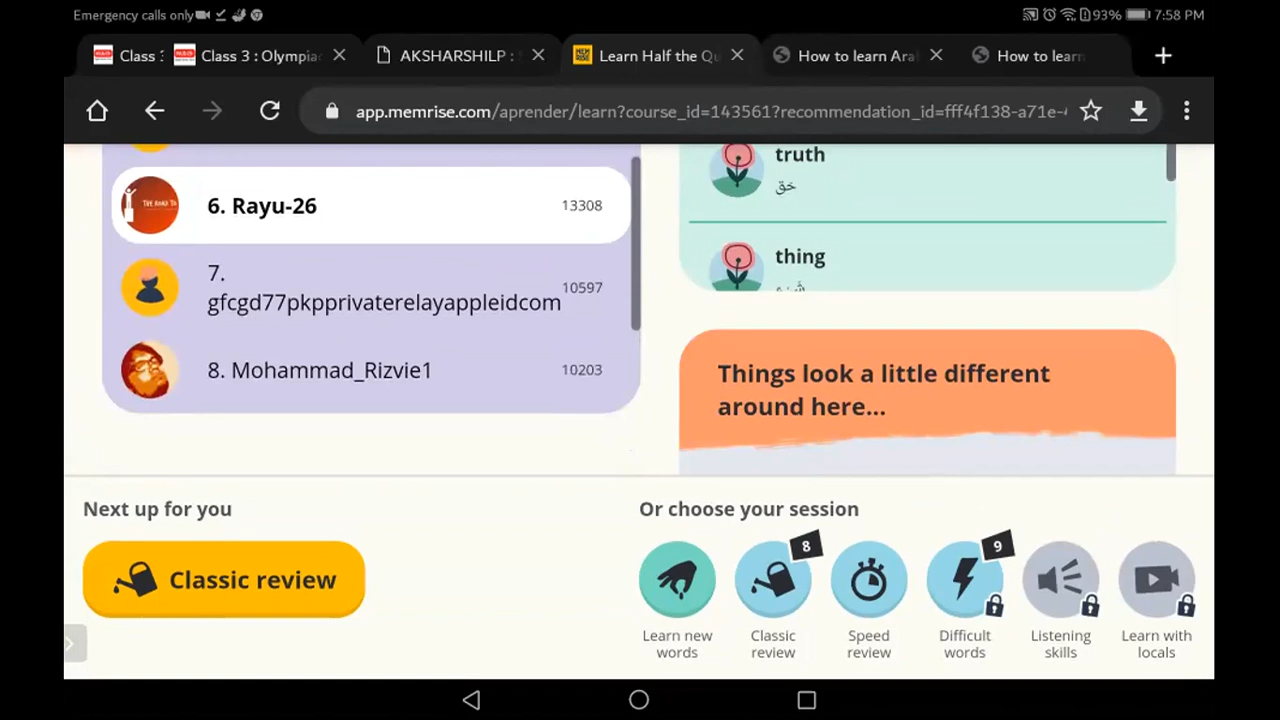 Emergency calls only
93% 7:58 PM
Class :
Class 3 : Olympia
AKSHARSHILP :
Learn Half the Qu
How to learn Ara
How to learn
app.memrise.com/aprender/learn?course_id=143561?recommendation_id=fff4f138-a71e-
6. Rayu-26
13308
7.
gfcgd77pkpprivaterelayappleidcom
10597
8. Mohammad_Rizvie1
10203
truth
حَقّ
thing
Things look a little different
around here...
Next up for you
Classic review
Or choose your session
8
9
Learn new
words
Classic
review
Speed
review
Difficult
words
Listening
skills
Learn with
locals